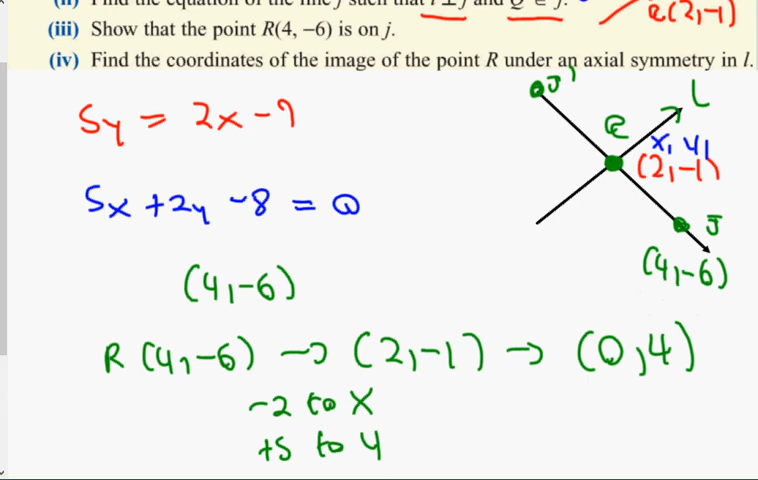 Q(2,-1)
(iii) Show that the point R(4, –6) is on j.
(iv) Find the coordinates of the image of the point R under an axial symmetry in l.
5y = 2x - 9
L
Q
x, y,
(2,-1)
5x + 2y - 8 = 0
J
(4,-6)
(4,-6)
R (4,-6) → (2,-1) → (0,4)
-2 to x
+5 to y